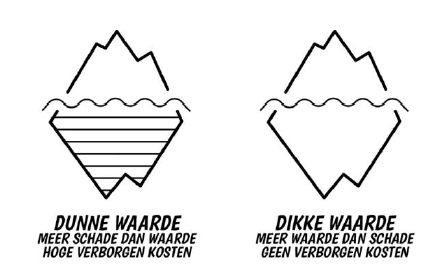 DUNNE WAARDE
MEER SCHADE DAN WAARDE
HOGE VERBORGEN KOSTEN
DIKKE WAARDE
MEER WAARDE DAN SCHADE
GEEN VERBORGEN KOSTEN